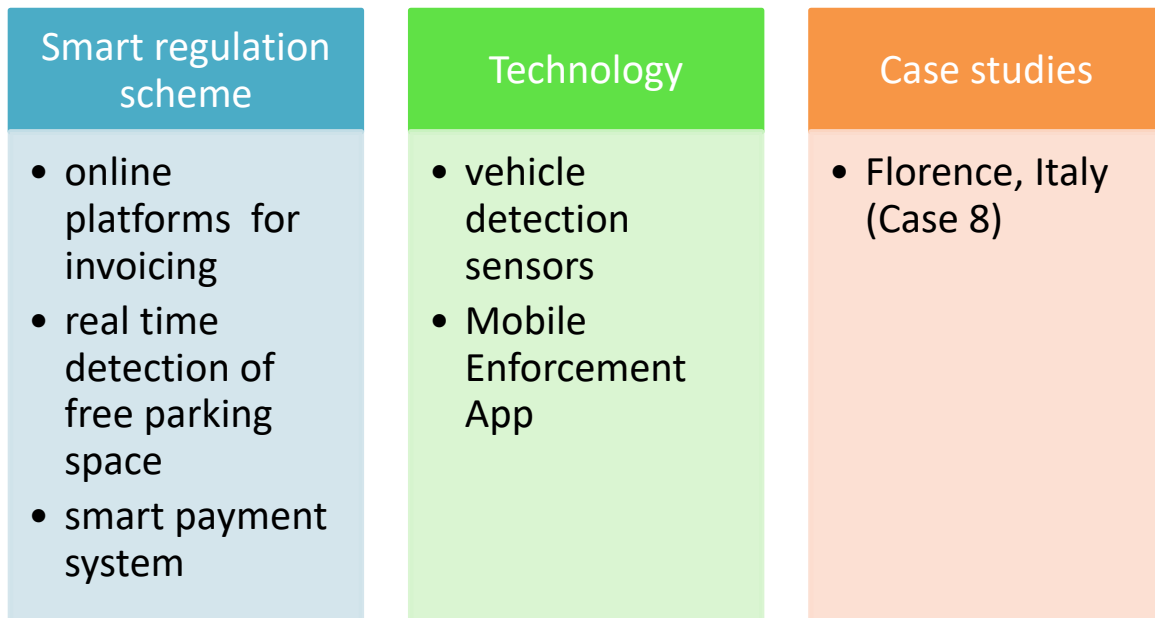 Smart regulation
scheme
• online
platforms for
invoicing
• real time
detection of
free parking
space
• smart payment
system
Technology
• vehicle
detection
sensors
• Mobile
Enforcement
App
Case studies
• Florence, Italy
(Case 8)